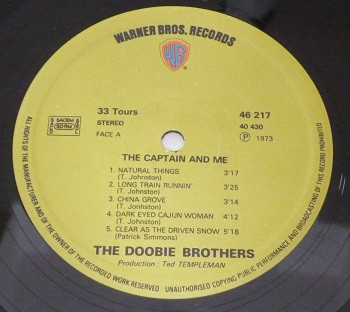 WARNER BROS. RECORDS
33 Tours
STEREO
FACE A
SACEM
SDRM
46 217
40 430
Ⓟ 1973
THE CAPTAIN AND ME
1. NATURAL THINGS 3'17
(T. Johnston)
2. LONG TRAIN RUNNIN' 3'25
(T. Johnston)
3. CHINA GROVE 3'14
(T. Jonhston)
4. DARK EYED CAJUN WOMAN 4'12
(T. Johnston)
5. CLEAR AS THE DRIVEN SNOW 5'18
(Patrick Simmons)
THE DOOBIE BROTHERS
Production : Ted TEMPLEMAN
ALL RIGHTS OF THE MANUFACTURER AND OF THE OWNER OF THE RECORDED WORK RESERVED UNAUTHORISED COPYING PUBLIC PERFORMANCE AND BROADCASTING OF THIS RECORD PROHIBITED